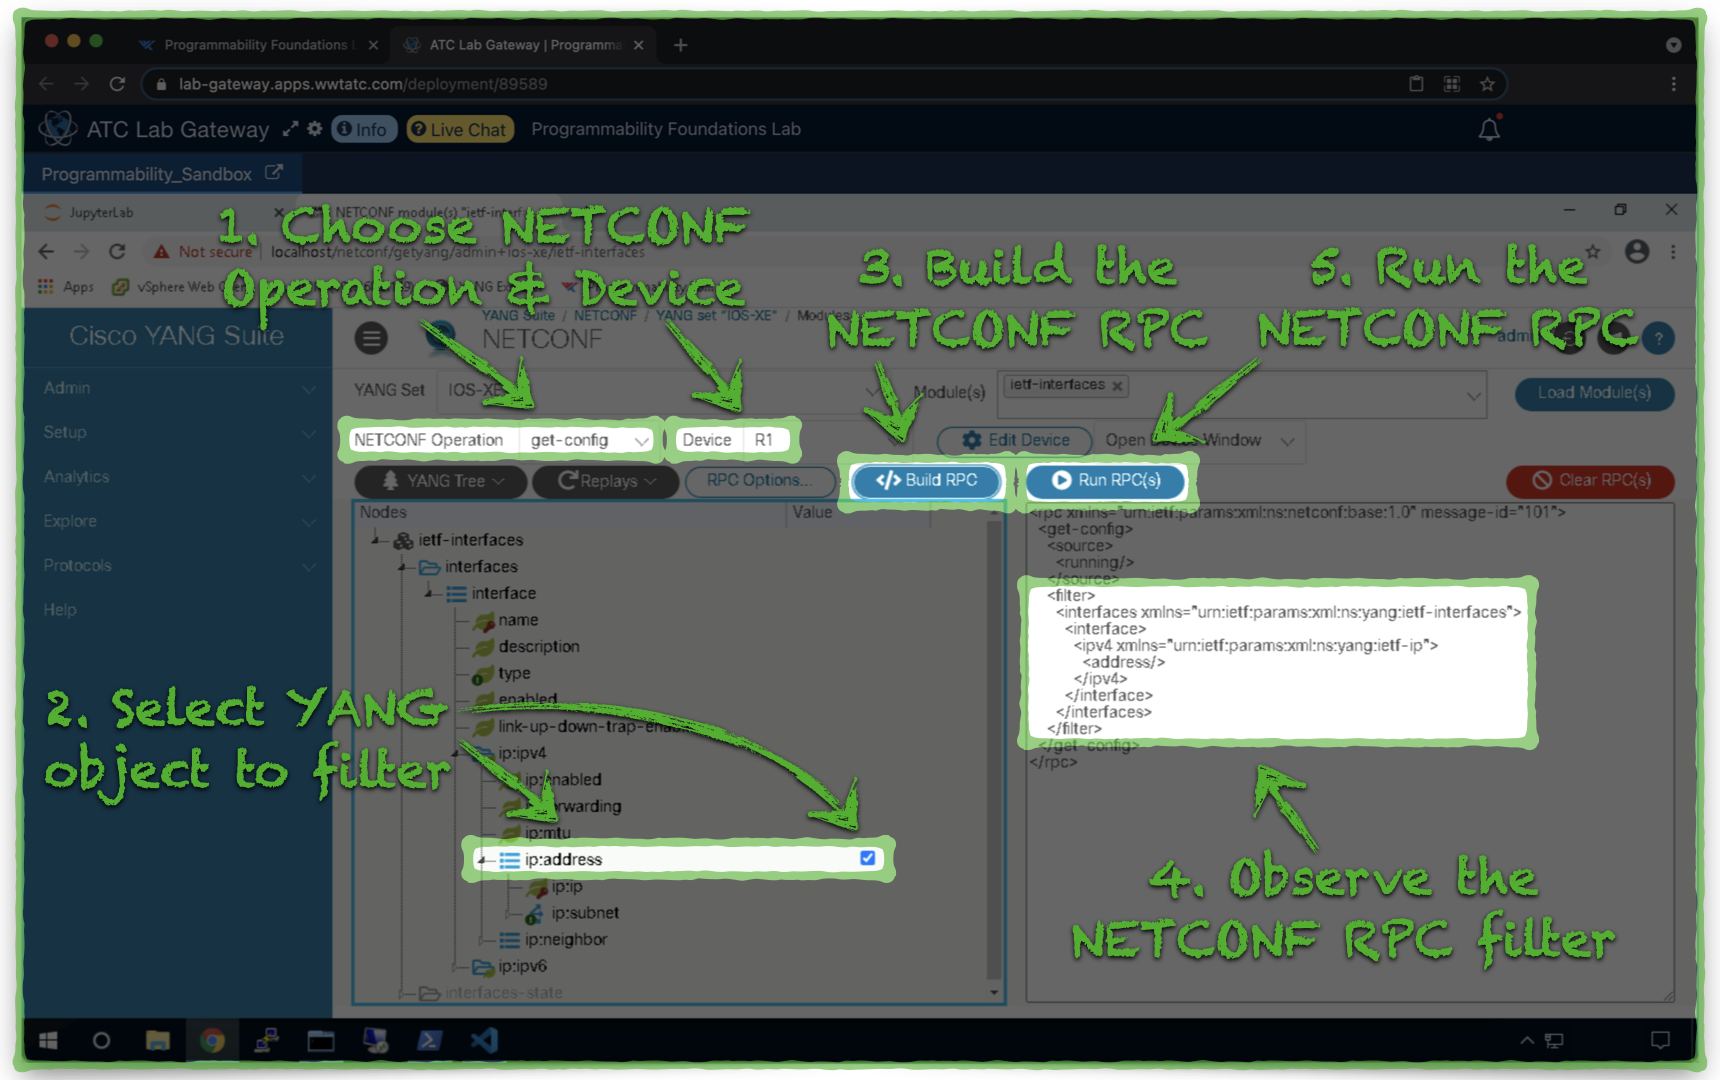 Programmability Foundations L
ATC Lab Gateway | Programma
lab-gateway.apps.wwtatc.com/deployment/89589
ATC Lab Gateway
Info
Live Chat
Programmability Foundations Lab
Programmability_Sandbox
JupyterLab
NETCONF module(s) "ietf-interf
1. Choose NETCONF
Operation & Device
Not secure
localhost/netconf/getyang/admin+ios-xe/ietf-interfaces
Apps
vSphere Web
3. Build the
NETCONF RPC
5. Run the
NETCONF RPC
Cisco YANG Suite
YANG Suite / NETCONF / YANG set "IOS-XE" / Modules
NETCONF
?
Admin
Setup
Analytics
Explore
Protocols
Help
YANG Set
IOS-XE
Module(s)
ietf-interfaces
Load Module(s)
NETCONF Operation
get-config
Device
R1
Edit Device
Open Device Window
YANG Tree
Replays
RPC Options...
</> Build RPC
Run RPC(s)
Clear RPC(s)
Nodes
Value
ietf-interfaces
interfaces
interface
name
description
type
enabled
link-up-down-trap-enab
ip:ipv4
ip:enabled
ip:forwarding
ip:mtu
ip:address
ip:ip
ip:subnet
ip:neighbor
ip:ipv6
interfaces-state
2. Select YANG
object to filter
<rpc xmlns="urn:ietf:params:xml:ns:netconf:base:1.0" message-id="101">
<get-config>
<source>
<running/>
</source>
<filter>
<interfaces xmlns="urn:ietf:params:xml:ns:yang:ietf-interfaces">
<interface>
<ipv4 xmlns="urn:ietf:params:xml:ns:yang:ietf-ip">
<address/>
</ipv4>
</interface>
</interfaces>
</filter>
</get-config>
</rpc>
4. Observe the
NETCONF RPC filter